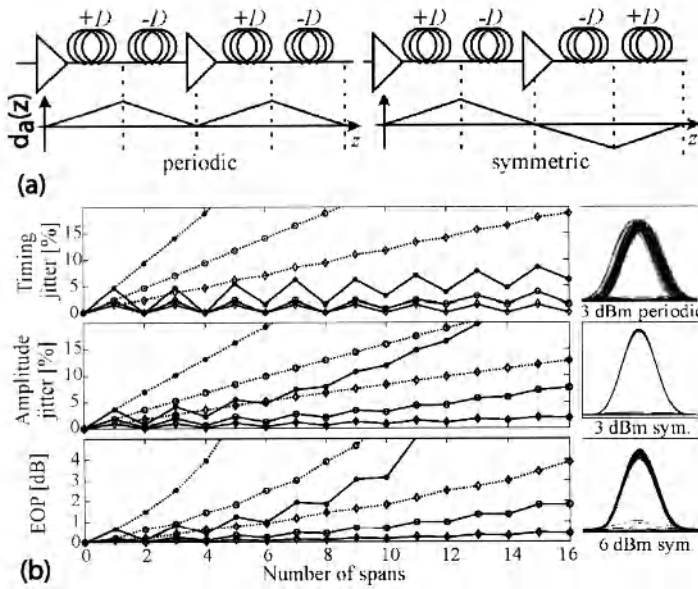 +D -D +D -D +D -D -D +D
da(z)
z z
periodic symmetric
(a)
Timing jitter [%]
15
10
5
0
3 dBm periodic
Amplitude jitter [%]
15
10
5
0
3 dBm sym.
EOP [dB]
4
3
2
1
0
0 2 4 6 8 10 12 14 16
Number of spans
6 dBm sym.
(b)